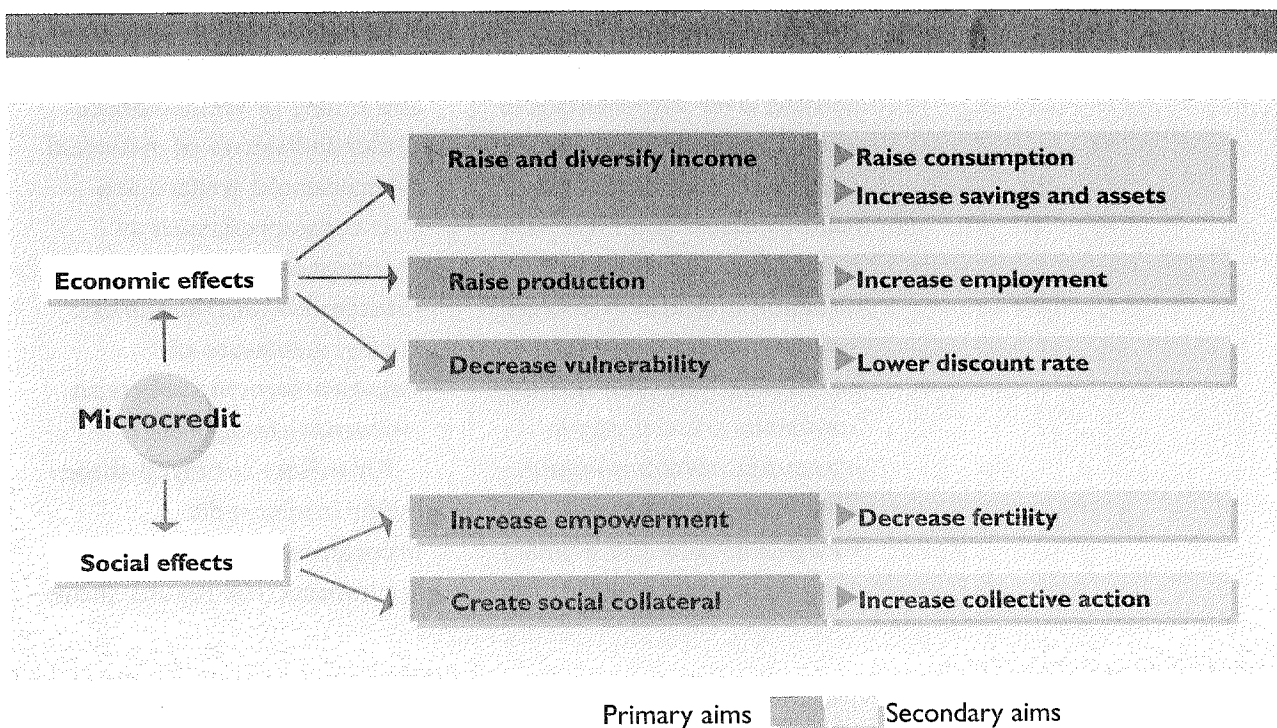 Raise and diversify income
Raise consumption
Increase savings and assets
Economic effects
Raise production
Increase employment
Decrease vulnerability
Lower discount rate
Microcredit
Increase empowerment
Decrease fertility
Social effects
Create social collateral
Increase collective action
Primary aims
Secondary aims